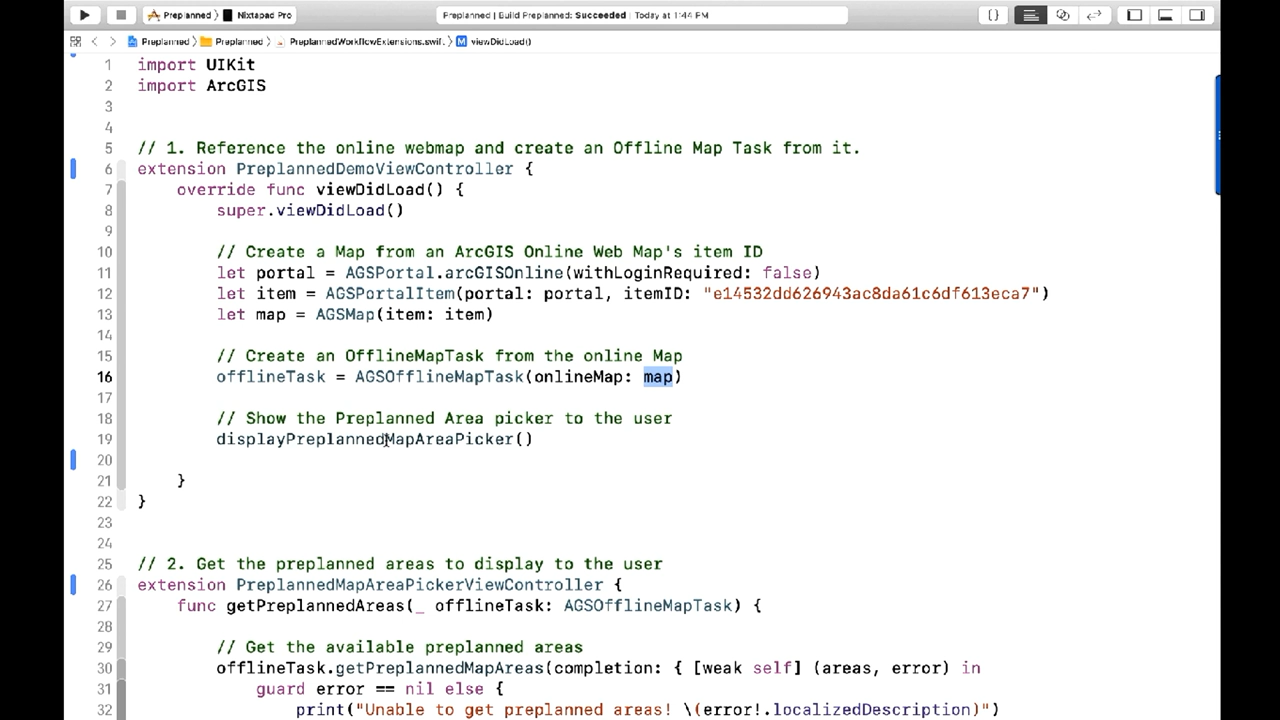 Preplanned Nixtapad Pro Preplanned | Build Preplanned: Succeeded | Today at 1:44 PM
Preplanned Preplanned PreplannedWorkflowExtensions.swif. viewDidLoad()
1 import UIKit
2 import ArcGIS
3
4
5 // 1. Reference the online webmap and create an Offline Map Task from it.
6 extension PreplannedDemoViewController {
7 override func viewDidLoad() {
8 super.viewDidLoad()
9
10 // Create a Map from an ArcGIS Online Web Map's item ID
11 let portal = AGSPortal.arcGISOnline(withLoginRequired: false)
12 let item = AGSPortalItem(portal: portal, itemID: "e14532dd626943ac8da61c6df613eca7")
13 let map = AGSMap(item: item)
14
15 // Create an OfflineMapTask from the online Map
16 offlineTask = AGSOfflineMapTask(onlineMap: map)
17
18 // Show the Preplanned Area picker to the user
19 displayPreplannedMapAreaPicker()
20
21 }
22 }
23
24
25 // 2. Get the preplanned areas to display to the user
26 extension PreplannedMapAreaPickerViewController {
27 func getPreplannedAreas(_ offlineTask: AGSOfflineMapTask) {
28
29 // Get the available preplanned areas
30 offlineTask.getPreplannedMapAreas(completion: { [weak self] (areas, error) in
31 guard error == nil else {
32 print("Unable to get preplanned areas! \(error!.localizedDescription)")